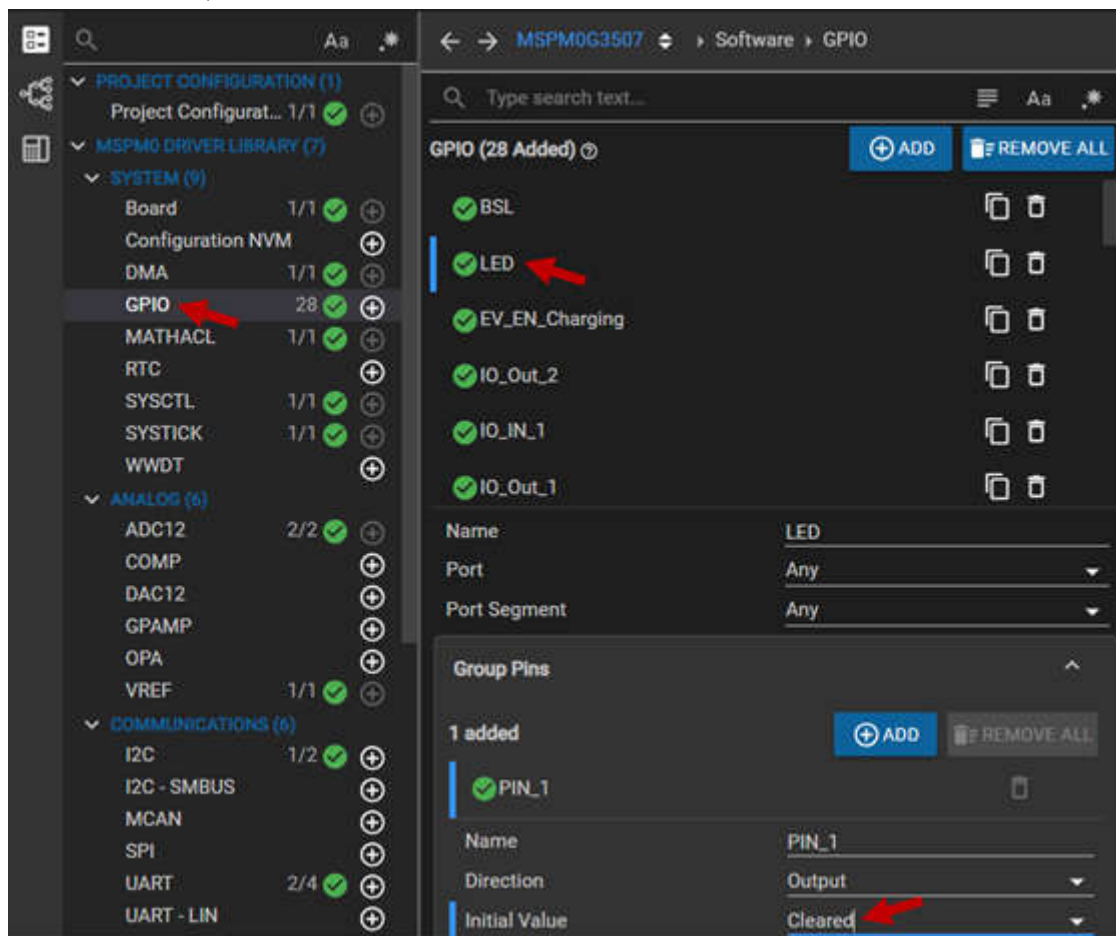 Aa .*
PROJECT CONFIGURATION (1)
Project Configurat... 1/1
MSPM0 DRIVER LIBRARY (7)
SYSTEM (9)
Board 1/1
Configuration NVM
DMA 1/1
GPIO 28
MATHACL 1/1
RTC
SYSCTL 1/1
SYSTICK 1/1
WWDT
ANALOG (6)
ADC12 2/2
COMP
DAC12
GPAMP
OPA
VREF 1/1
COMMUNICATIONS (6)
I2C 1/2
I2C - SMBUS
MCAN
SPI
UART 2/4
UART - LIN
MSPM0G3507 Software GPIO
Type search text... Aa .*
GPIO (28 Added) ADD REMOVE ALL
BSL
LED
EV_EN_Charging
IO_Out_2
IO_IN_1
IO_Out_1
Name LED
Port Any
Port Segment Any
Group Pins
1 added ADD REMOVE ALL
PIN_1
Name PIN_1
Direction Output
Initial Value Cleared